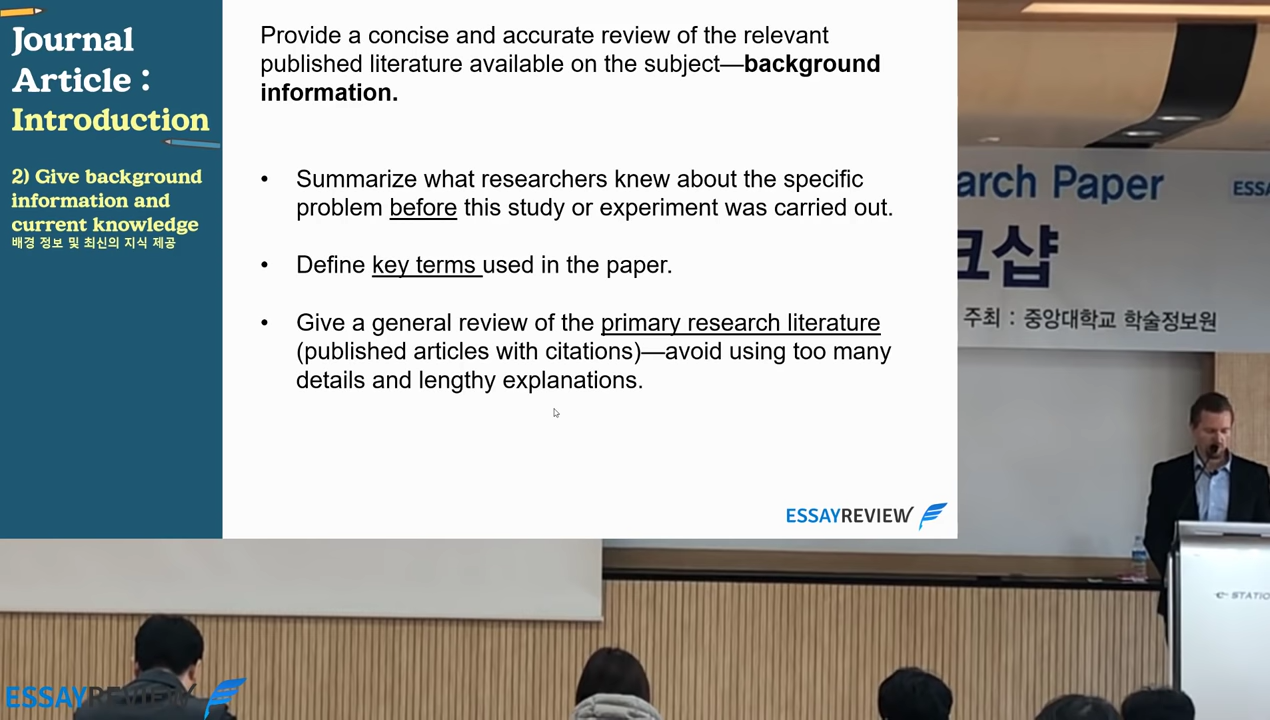 Journal
Article :
Introduction
2) Give background
information and
current knowledge
배경 정보 및 최신의 지식 제공
Provide a concise and accurate review of the relevant
published literature available on the subject—background
information.
• Summarize what researchers knew about the specific
problem before this study or experiment was carried out.
• Define key terms used in the paper.
• Give a general review of the primary research literature
(published articles with citations)—avoid using too many
details and lengthy explanations.
ESSAYREVIEW
arch Paper
ESSA
크샵
주최 : 중앙대학교 학술정보원
e-STATIO
ESSAYREVIEW